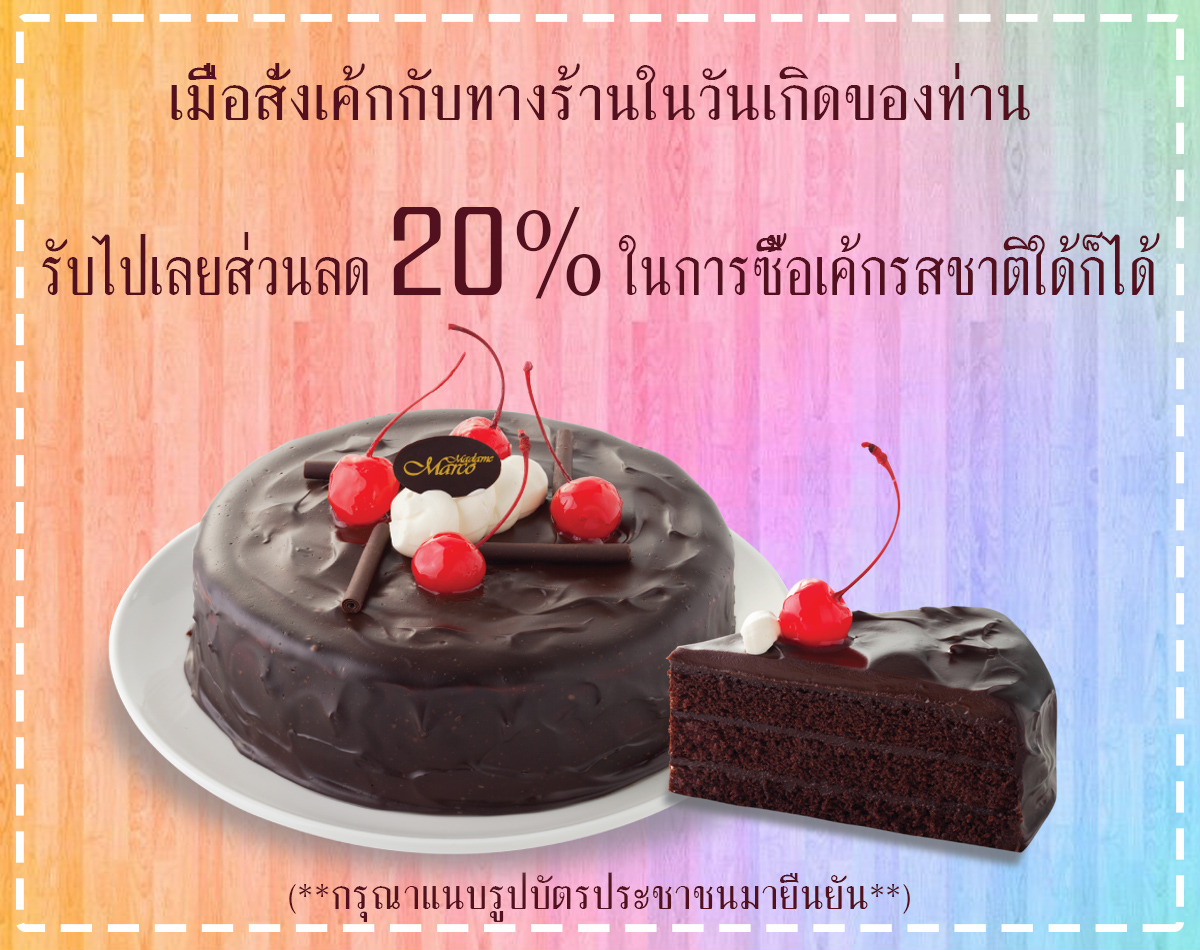 เมื่อสั่งเค้กกับทางร้านในวันเกิดของท่าน
รับไปเลยส่วนลด 20% ในการซื้อเค้กรสชาติใด้ก็ได้
Madame
Marco
(**กรุณาแนบรูปบัตรประชาชนมายืนยัน**)